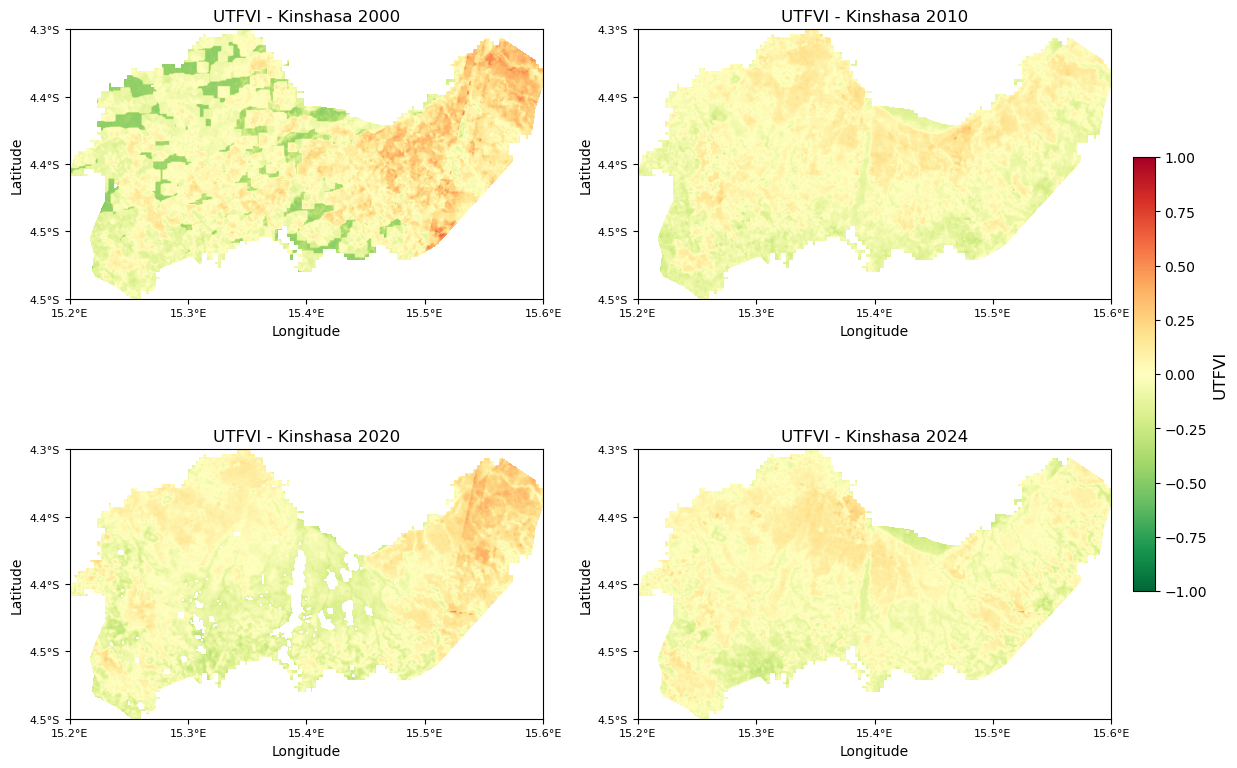 UTFVI - Kinshasa 2000
4.3°S
4.4°S
4.4°S
4.5°S
4.5°S
Latitude
15.2°E
15.3°E
15.4°E
15.5°E
15.6°E
Longitude
UTFVI - Kinshasa 2010
4.3°S
4.4°S
4.4°S
4.5°S
4.5°S
Latitude
15.2°E
15.3°E
15.4°E
15.5°E
15.6°E
Longitude
UTFVI - Kinshasa 2020
4.3°S
4.4°S
4.4°S
4.5°S
4.5°S
Latitude
15.2°E
15.3°E
15.4°E
15.5°E
15.6°E
Longitude
UTFVI - Kinshasa 2024
4.3°S
4.4°S
4.4°S
4.5°S
4.5°S
Latitude
15.2°E
15.3°E
15.4°E
15.5°E
15.6°E
Longitude
1.00
0.75
0.50
0.25
0.00
−0.25
−0.50
−0.75
−1.00
UTFVI